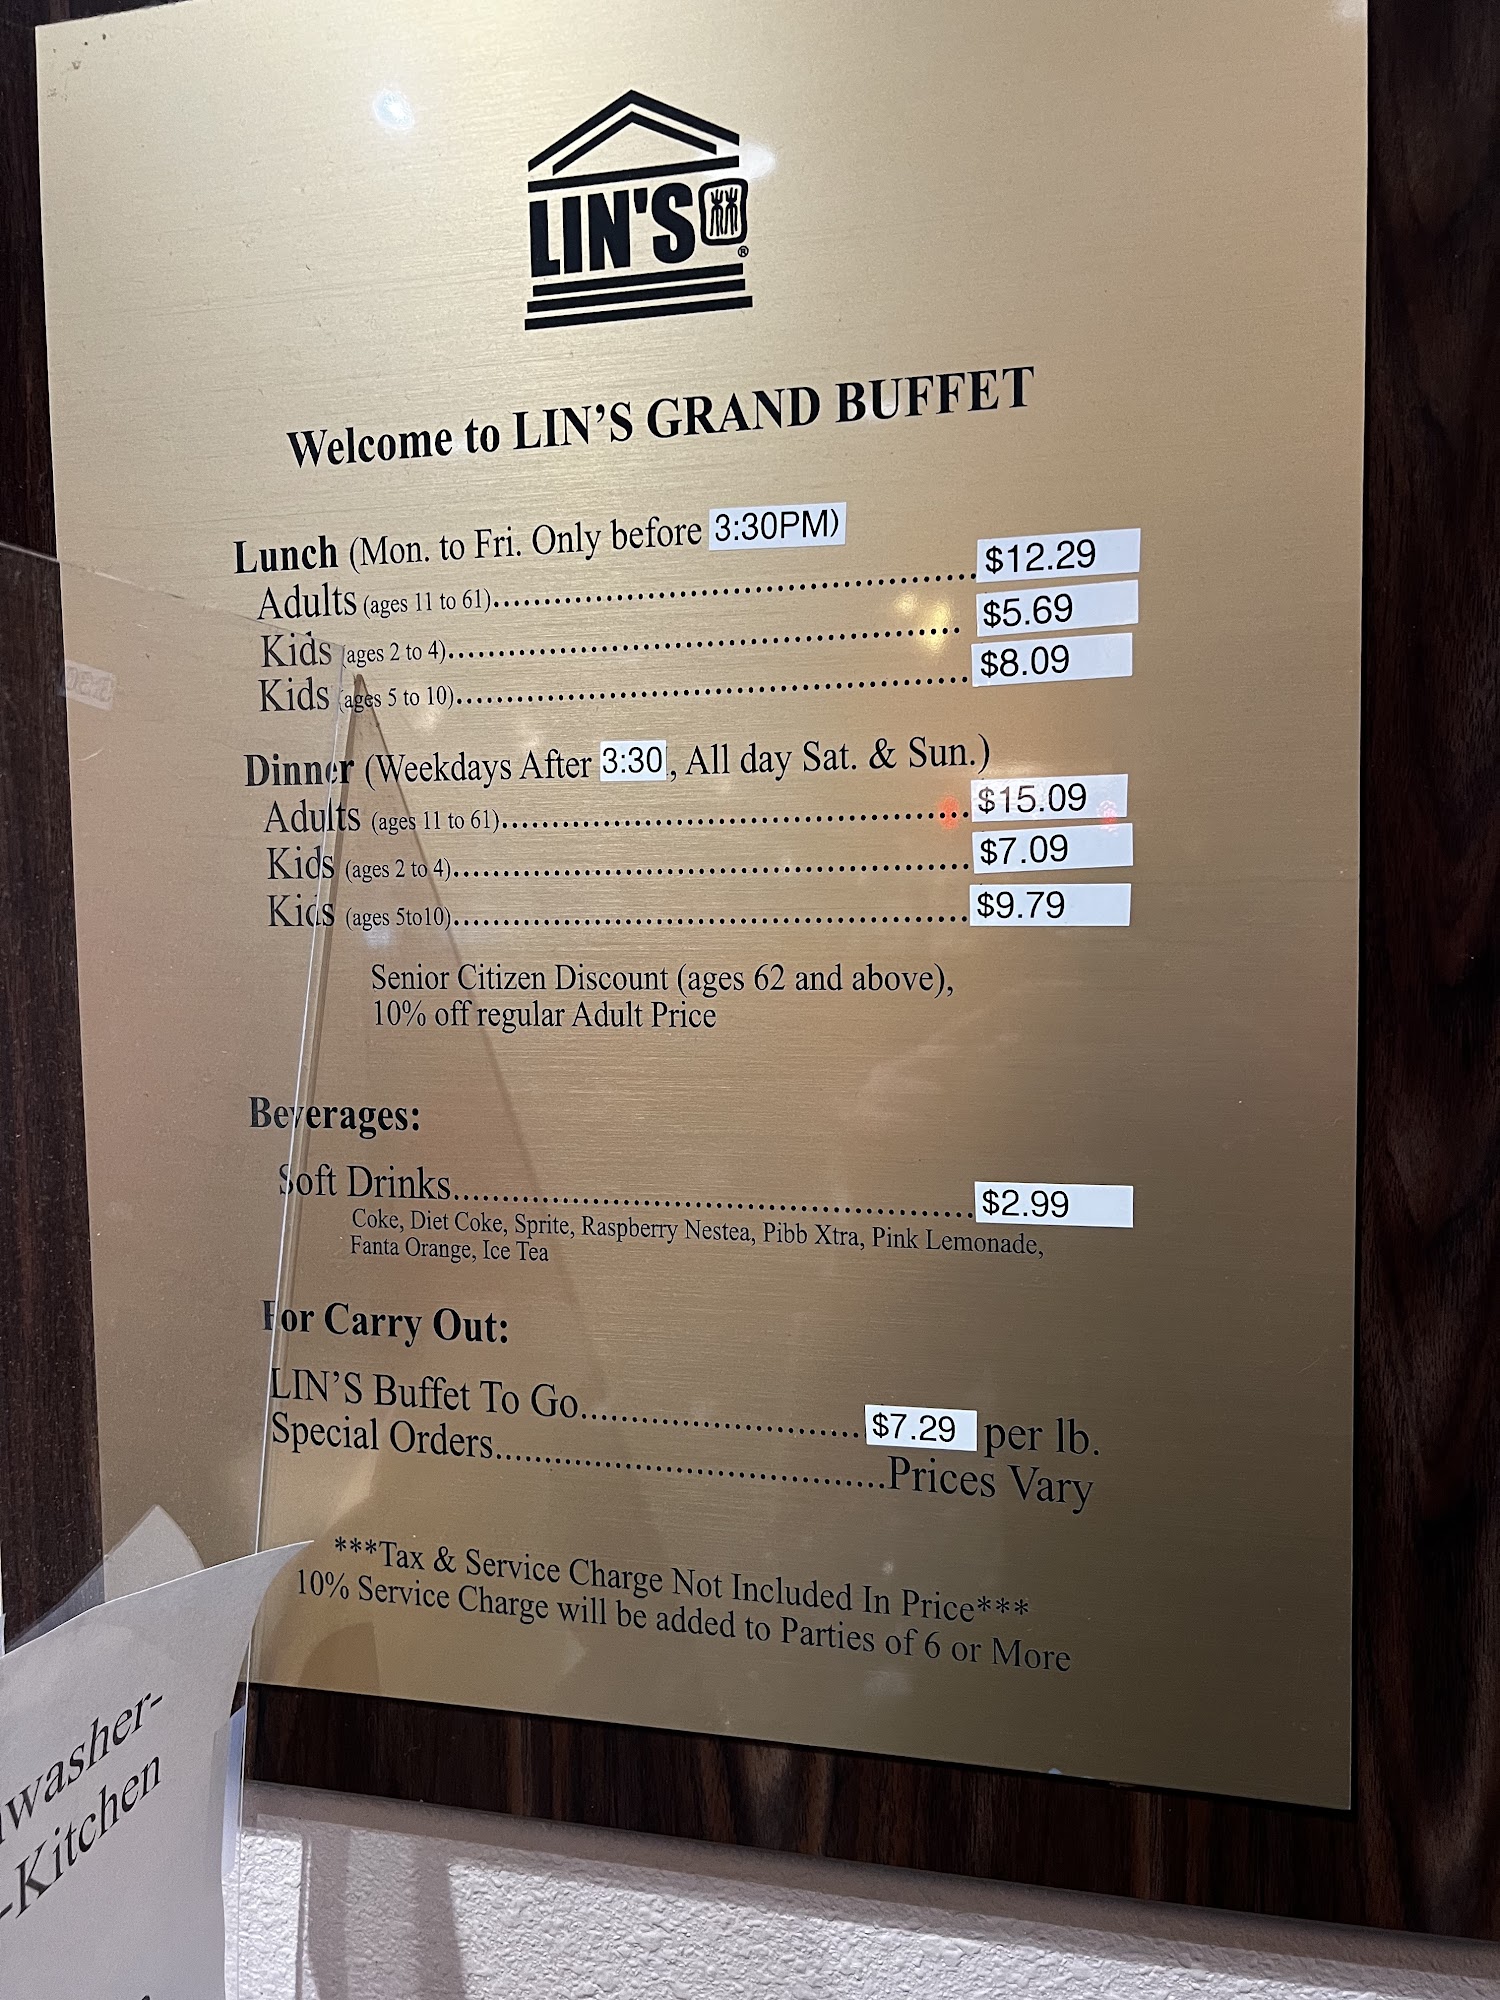 LIN'S 林®
Welcome to LIN'S GRAND BUFFET
Lunch (Mon. to Fri. Only before 3:30PM)
Adults (ages 11 to 61)................................................$12.29
Kids (ages 2 to 4)....................................................$5.69
Kids (ages 5 to 10)...................................................$8.09
Dinner (Weekdays After 3:30, All day Sat. & Sun.)
Adults (ages 11 to 61)...............................................$15.09
Kids (ages 2 to 4)....................................................$7.09
Kids (ages 5to10)....................................................$9.79
Senior Citizen Discount (ages 62 and above),
10% off regular Adult Price
Beverages:
Soft Drinks.....................................................$2.99
Coke, Diet Coke, Sprite, Raspberry Nestea, Pibb Xtra, Pink Lemonade,
Fanta Orange, Ice Tea
For Carry Out:
LIN'S Buffet To Go............................$7.29 per lb.
Special Orders.......................................Prices Vary
***Tax & Service Charge Not Included In Price***
10% Service Charge will be added to Parties of 6 or More
washer-
-Kitchen